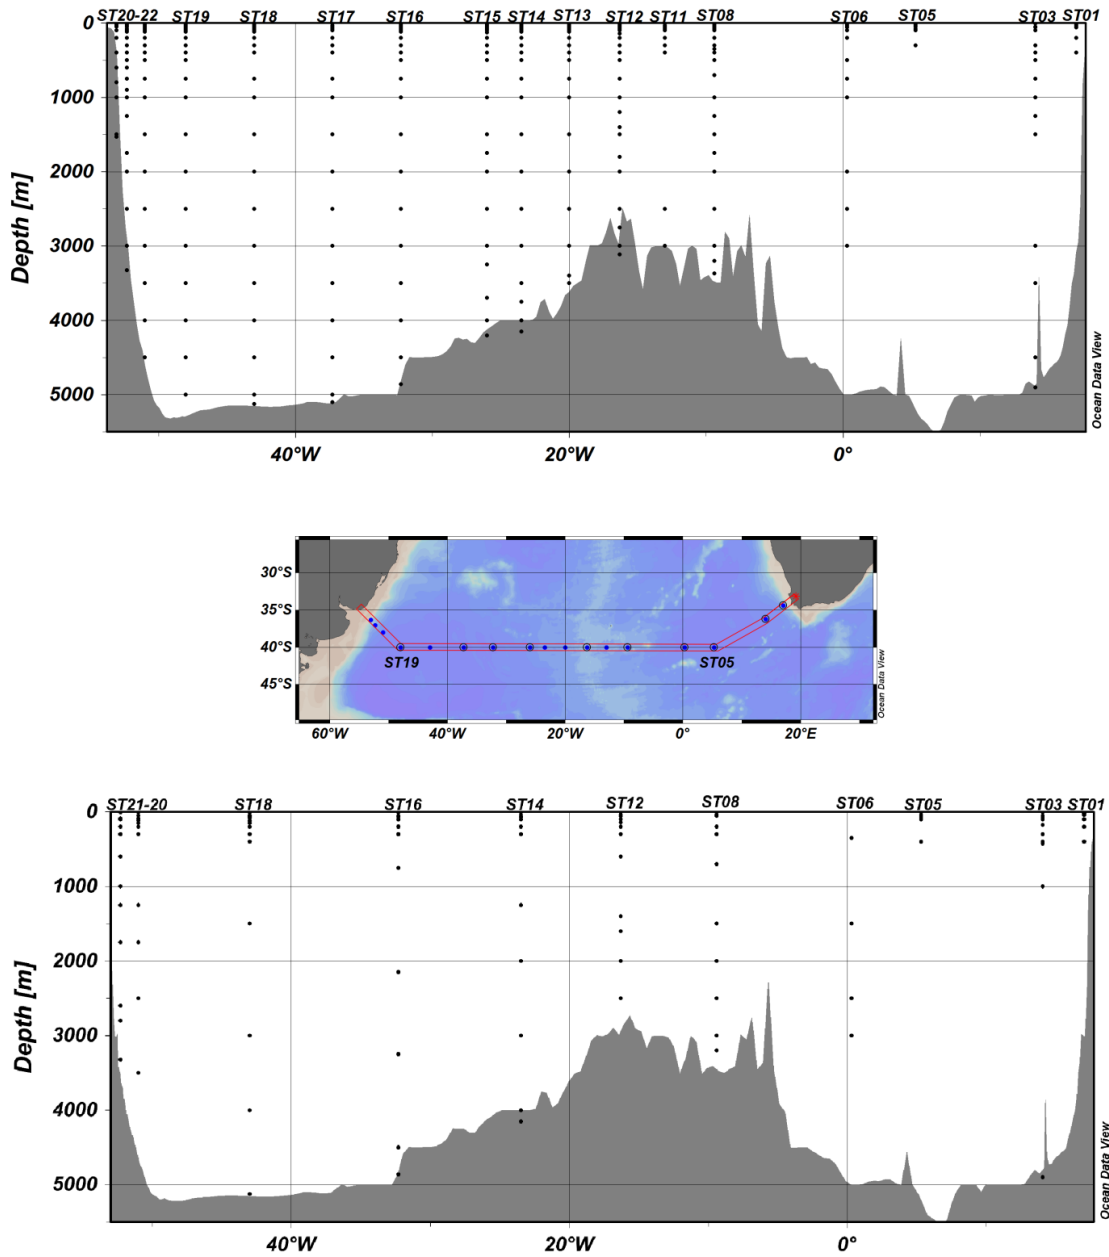 ST20-22 ST19 ST18 ST17 ST16 ST15 ST14 ST13 ST12 ST11 ST08 ST06 ST05 ST03 ST01
0
1000
2000
3000
4000
5000
Depth [m]
Ocean Data View
40°W 20°W 0°
30°S
35°S
40°S
45°S
ST19 ST05
Ocean Data View
60°W 40°W 20°W 0° 20°E
ST21-20 ST18 ST16 ST14 ST12 ST08 ST06 ST05 ST03 ST01
0
1000
2000
3000
4000
5000
Depth [m]
Ocean Data View
40°W 20°W 0°